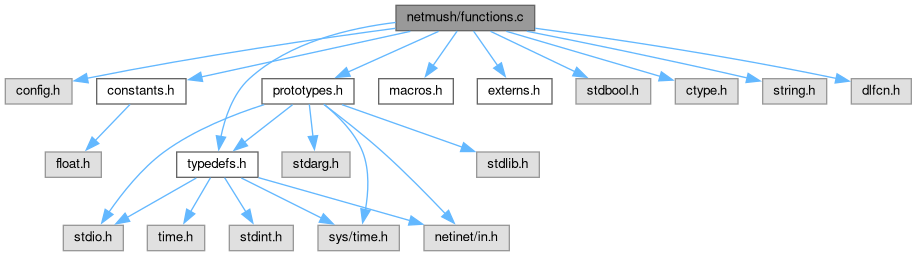 netmush/functions.c
config.h
constants.h
prototypes.h
macros.h
externs.h
stdbool.h
ctype.h
string.h
dlfcn.h
float.h
typedefs.h
stdarg.h
stdlib.h
stdio.h
time.h
stdint.h
sys/time.h
netinet/in.h